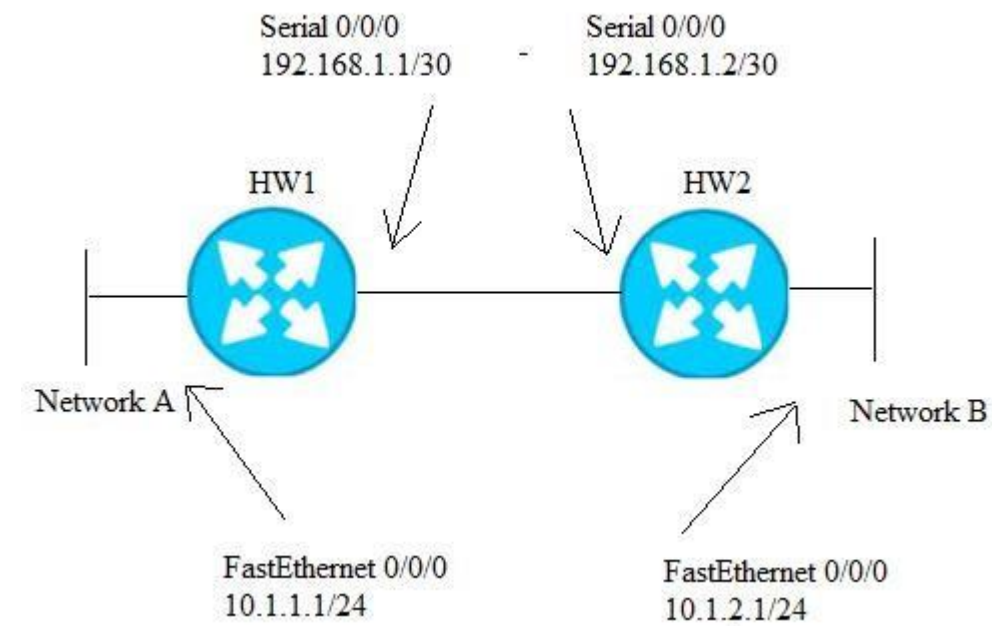 Serial 0/0/0
192.168.1.1/30
-
Serial 0/0/0
192.168.1.2/30
HW1
HW2
Network A
Network B
FastEthernet 0/0/0
10.1.1.1/24
FastEthernet 0/0/0
10.1.2.1/24